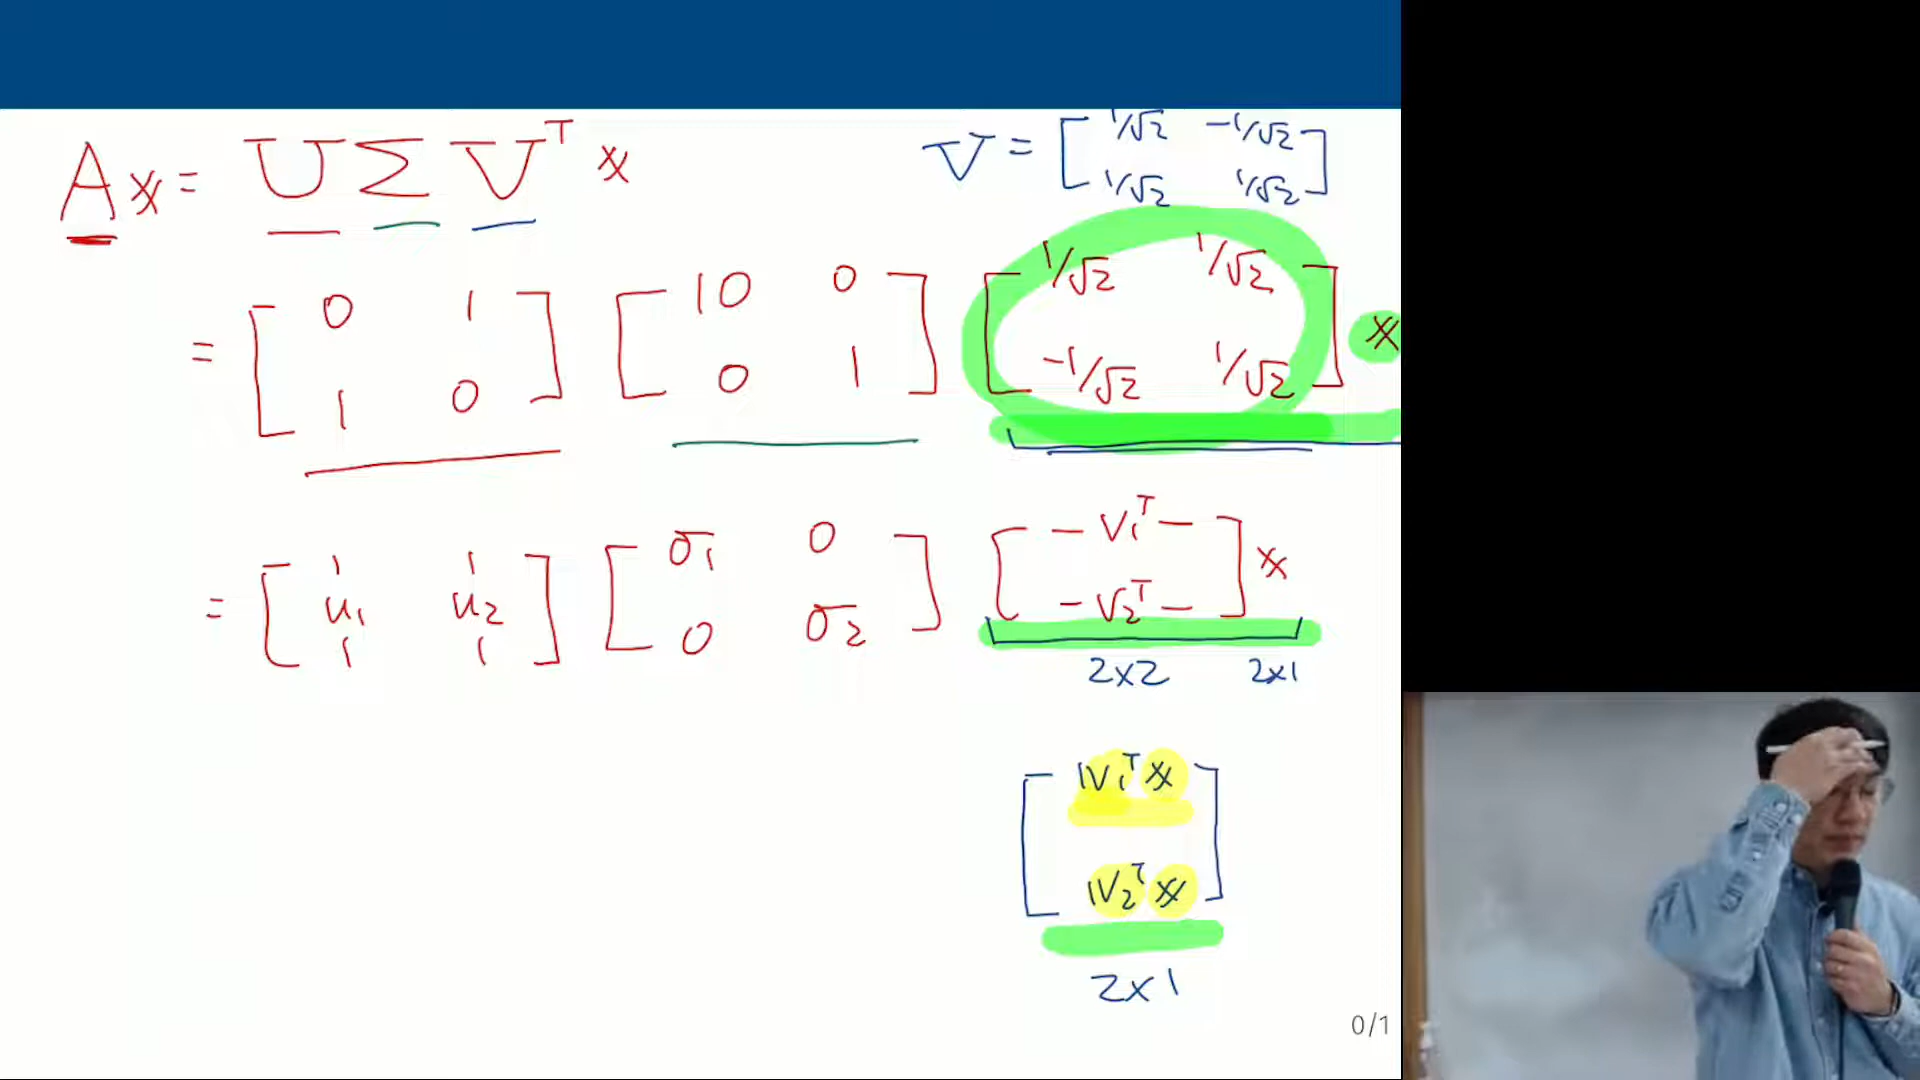 Ax = UΣV^T x
V = [ 1/√2 -1/√2
1/√2 1/√2 ]
= [ 0 1
1 0 ] [ 10 0
0 1 ] [ 1/√2 1/√2
-1/√2 1/√2 ] x
= [ u₁ u₂ ] [ σ₁ 0
0 σ₂ ] [ – v₁^T –
– v₂^T – ] x
2x2 2x1
[ v₁^T x
v₂^T x ]
2x1
0/1